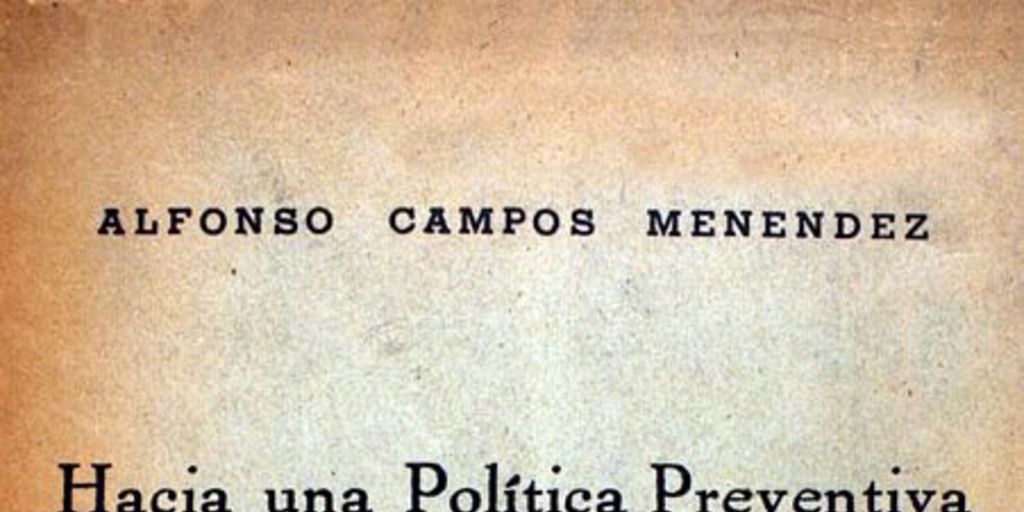 ALFONSO CAMPOS MENENDEZ
Hacia una Política Preventiva